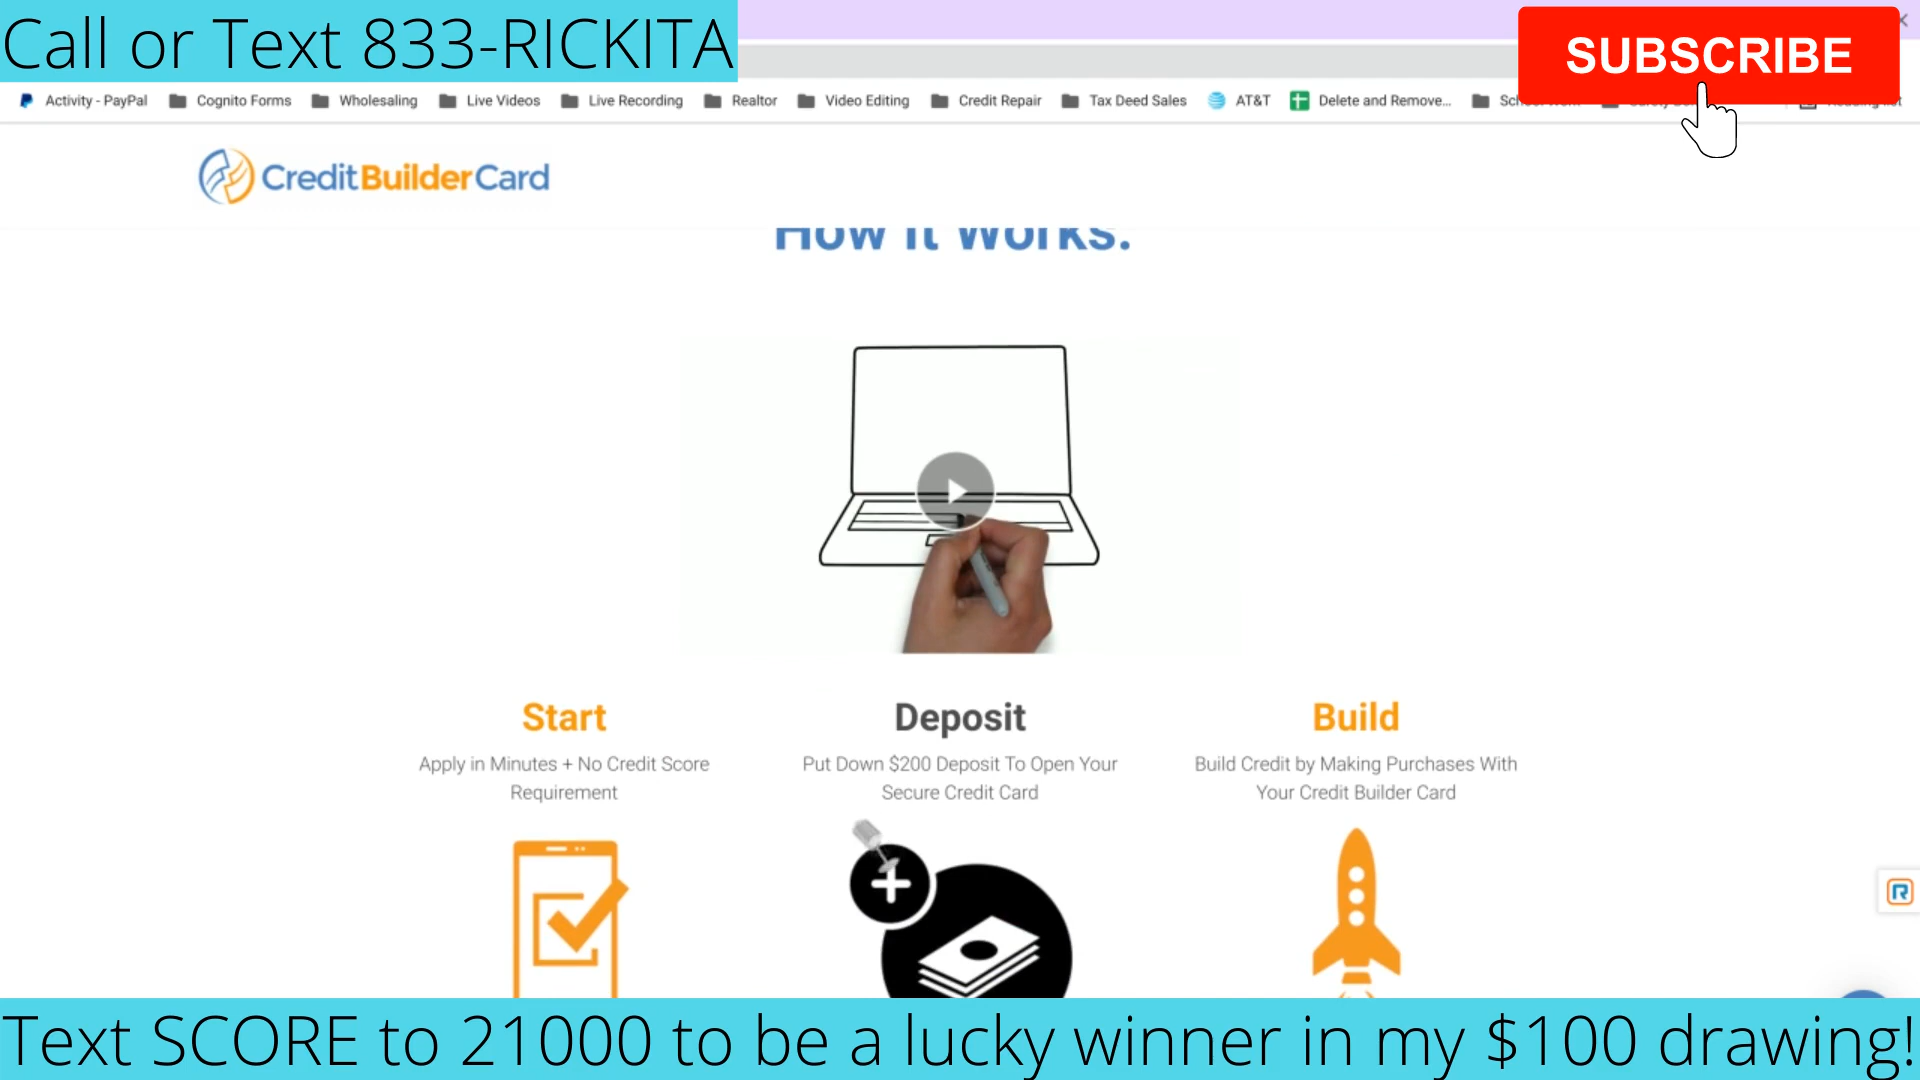 Call or Text 833-RICKITA
SUBSCRIBE
Activity - PayPal Cognito Forms Wholesaling Live Videos Live Recording Realtor Video Editing Credit Repair Tax Deed Sales AT&T Delete and Remove...
CreditBuilderCard
How it Works.
Start
Apply in Minutes + No Credit Score
Requirement
Deposit
Put Down $200 Deposit To Open Your
Secure Credit Card
Build
Build Credit by Making Purchases With
Your Credit Builder Card
Text SCORE to 21000 to be a lucky winner in my $100 drawing!